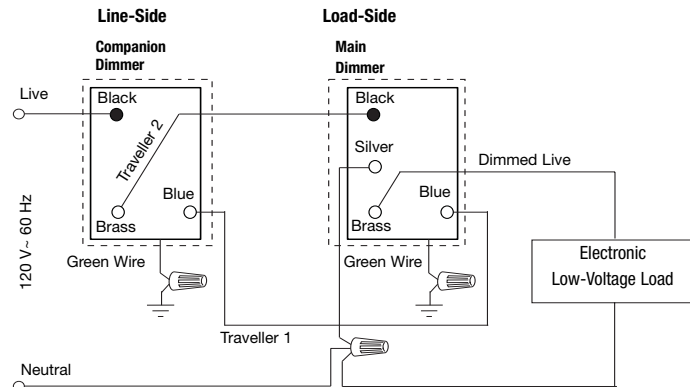 Line-Side
Load-Side
Companion
Dimmer
Main
Dimmer
Live
Black
Black
Traveller 2
Silver
Dimmed Live
Blue
Blue
Brass
Brass
120 V~ 60 Hz
Green Wire
Green Wire
Electronic
Low-Voltage Load
Traveller 1
Neutral